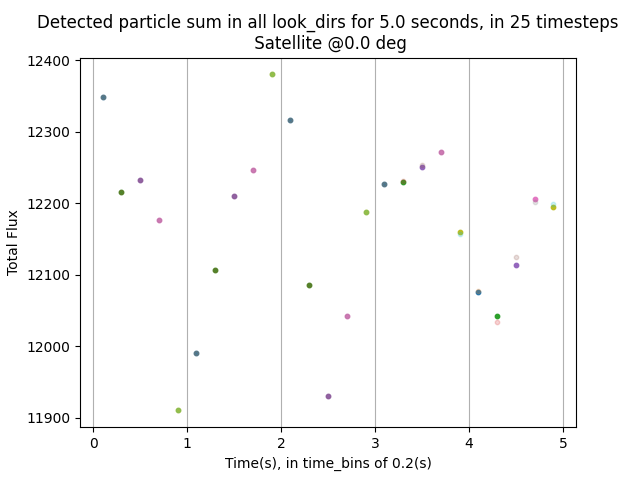 Detected particle sum in all look_dirs for 5.0 seconds, in 25 timesteps
Satellite @0.0 deg
12400
12300
12200
12100
12000
11900
Total Flux
0 1 2 3 4 5
Time(s), in time_bins of 0.2(s)